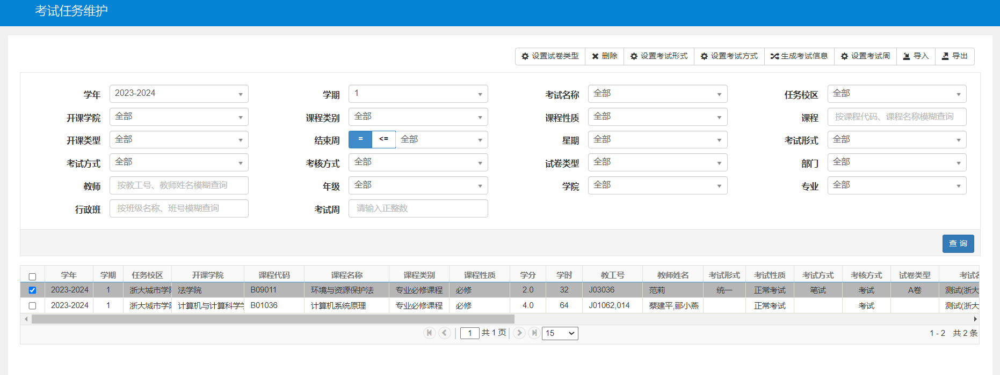 考试任务维护
设置试卷类型 删除 设置考试形式 设置考试方式 生成考试信息 设置考试周 导入 导出
学年 2023-2024 学期 1 考试名称 全部 任务校区 全部
开课学院 全部 课程类别 全部 课程性质 全部 课程 按课程代码、课程名称模糊查询
开课类型 全部 结束周 = <= 全部 星期 全部 考试形式 全部
考试方式 全部 考核方式 全部 试卷类型 全部 部门 全部
教师 按教工号、教师姓名模糊查询 年级 全部 学院 全部 专业 全部
行政班 按班级名称、班号模糊查询 考试周 请输入正整数
查 询
学年 学期 任务校区 开课学院 课程代码 课程名称 课程类别 课程性质 学分 学时 教工号 教师姓名 考试形式 考试性质 考试方式 考核方式 试卷类型 考试
2023-2024 1 浙大城市学 法学院 B09011 环境与资源保护法 专业必修课程 必修 2.0 32 J03036 范莉 统一 正常考试 笔试 考试 A卷 测试(浙大
2023-2024 1 浙大城市学 计算机与计算科学 B01036 计算机系统原理 专业必修课程 必修 4.0 64 J01062,014 蔡建平,郦小燕 正常考试 考试 测试(浙大
1 共 1 页 15 1 - 2 共 2 条